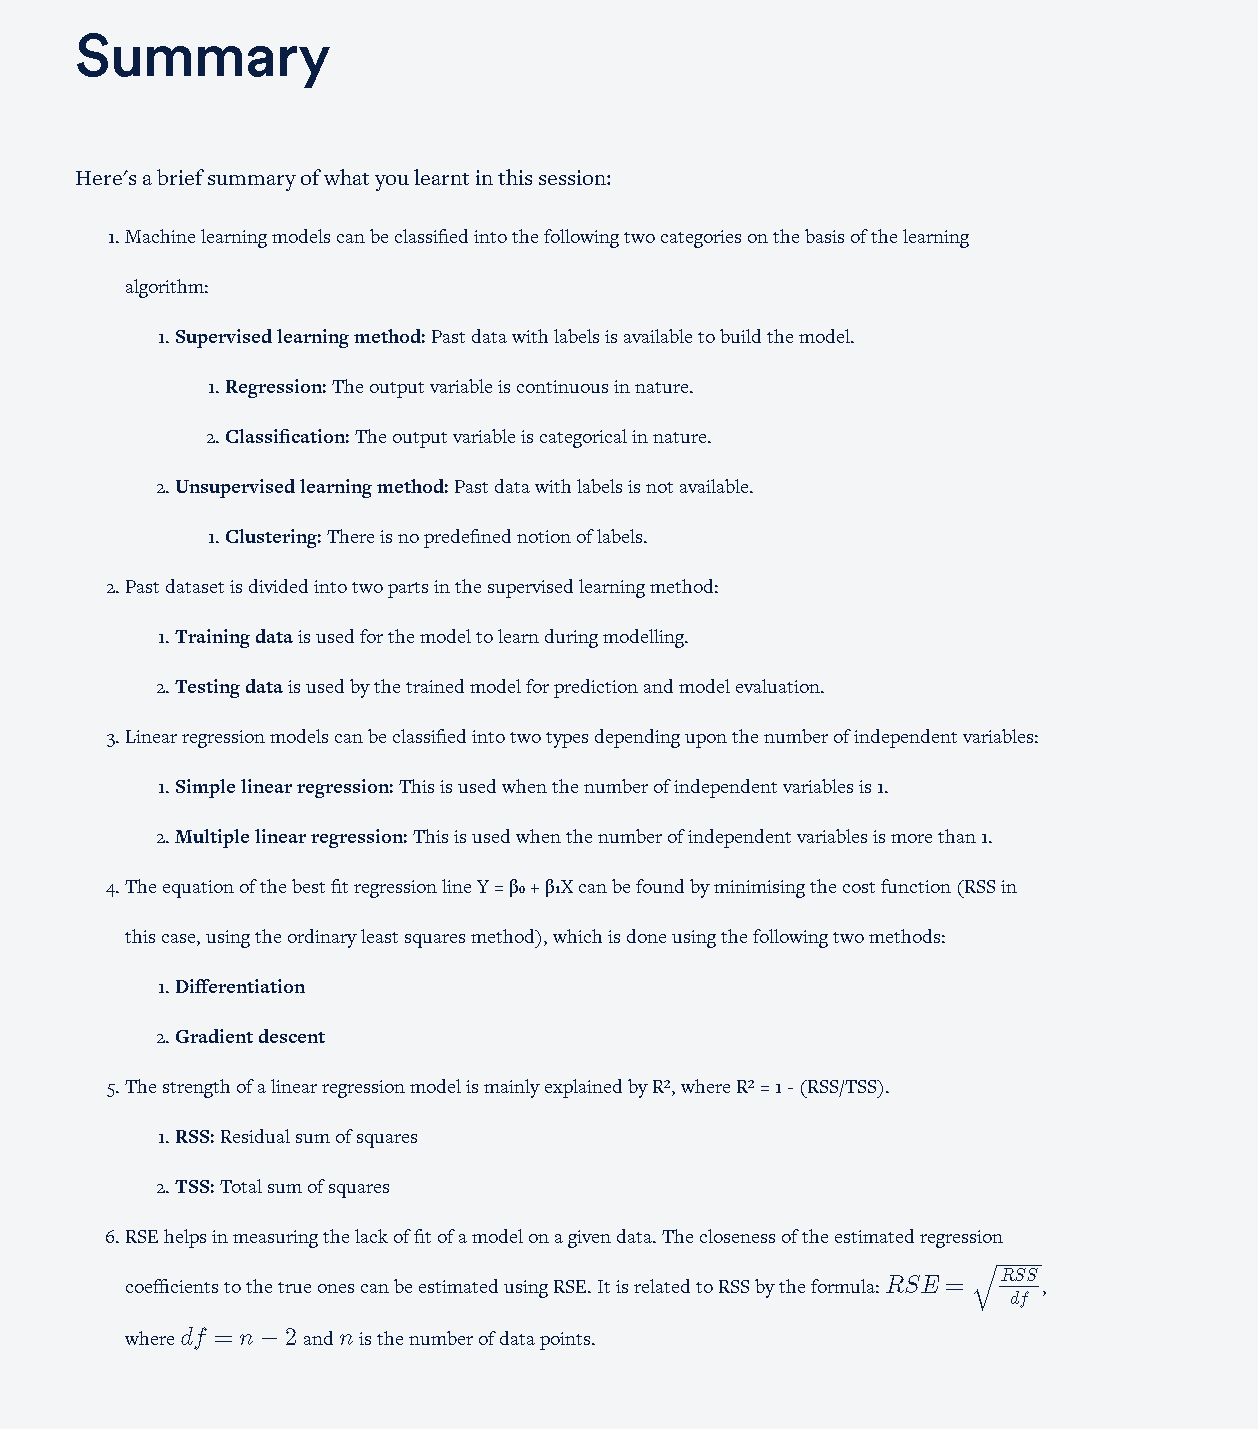 Summary
Here's a brief summary of what you learnt in this session:
1. Machine learning models can be classified into the following two categories on the basis of the learning
algorithm:
1. Supervised learning method: Past data with labels is available to build the model.
1. Regression: The output variable is continuous in nature.
2. Classification: The output variable is categorical in nature.
2. Unsupervised learning method: Past data with labels is not available.
1. Clustering: There is no predefined notion of labels.
2. Past dataset is divided into two parts in the supervised learning method:
1. Training data is used for the model to learn during modelling.
2. Testing data is used by the trained model for prediction and model evaluation.
3. Linear regression models can be classified into two types depending upon the number of independent variables:
1. Simple linear regression: This is used when the number of independent variables is 1.
2. Multiple linear regression: This is used when the number of independent variables is more than 1.
4. The equation of the best fit regression line Y = β₀ + β₁X can be found by minimising the cost function (RSS in
this case, using the ordinary least squares method), which is done using the following two methods:
1. Differentiation
2. Gradient descent
5. The strength of a linear regression model is mainly explained by R², where R² = 1 - (RSS/TSS).
1. RSS: Residual sum of squares
2. TSS: Total sum of squares
6. RSE helps in measuring the lack of fit of a model on a given data. The closeness of the estimated regression
coefficients to the true ones can be estimated using RSE. It is related to RSS by the formula: RSE = √(RSS/df),
where df = n − 2 and n is the number of data points.